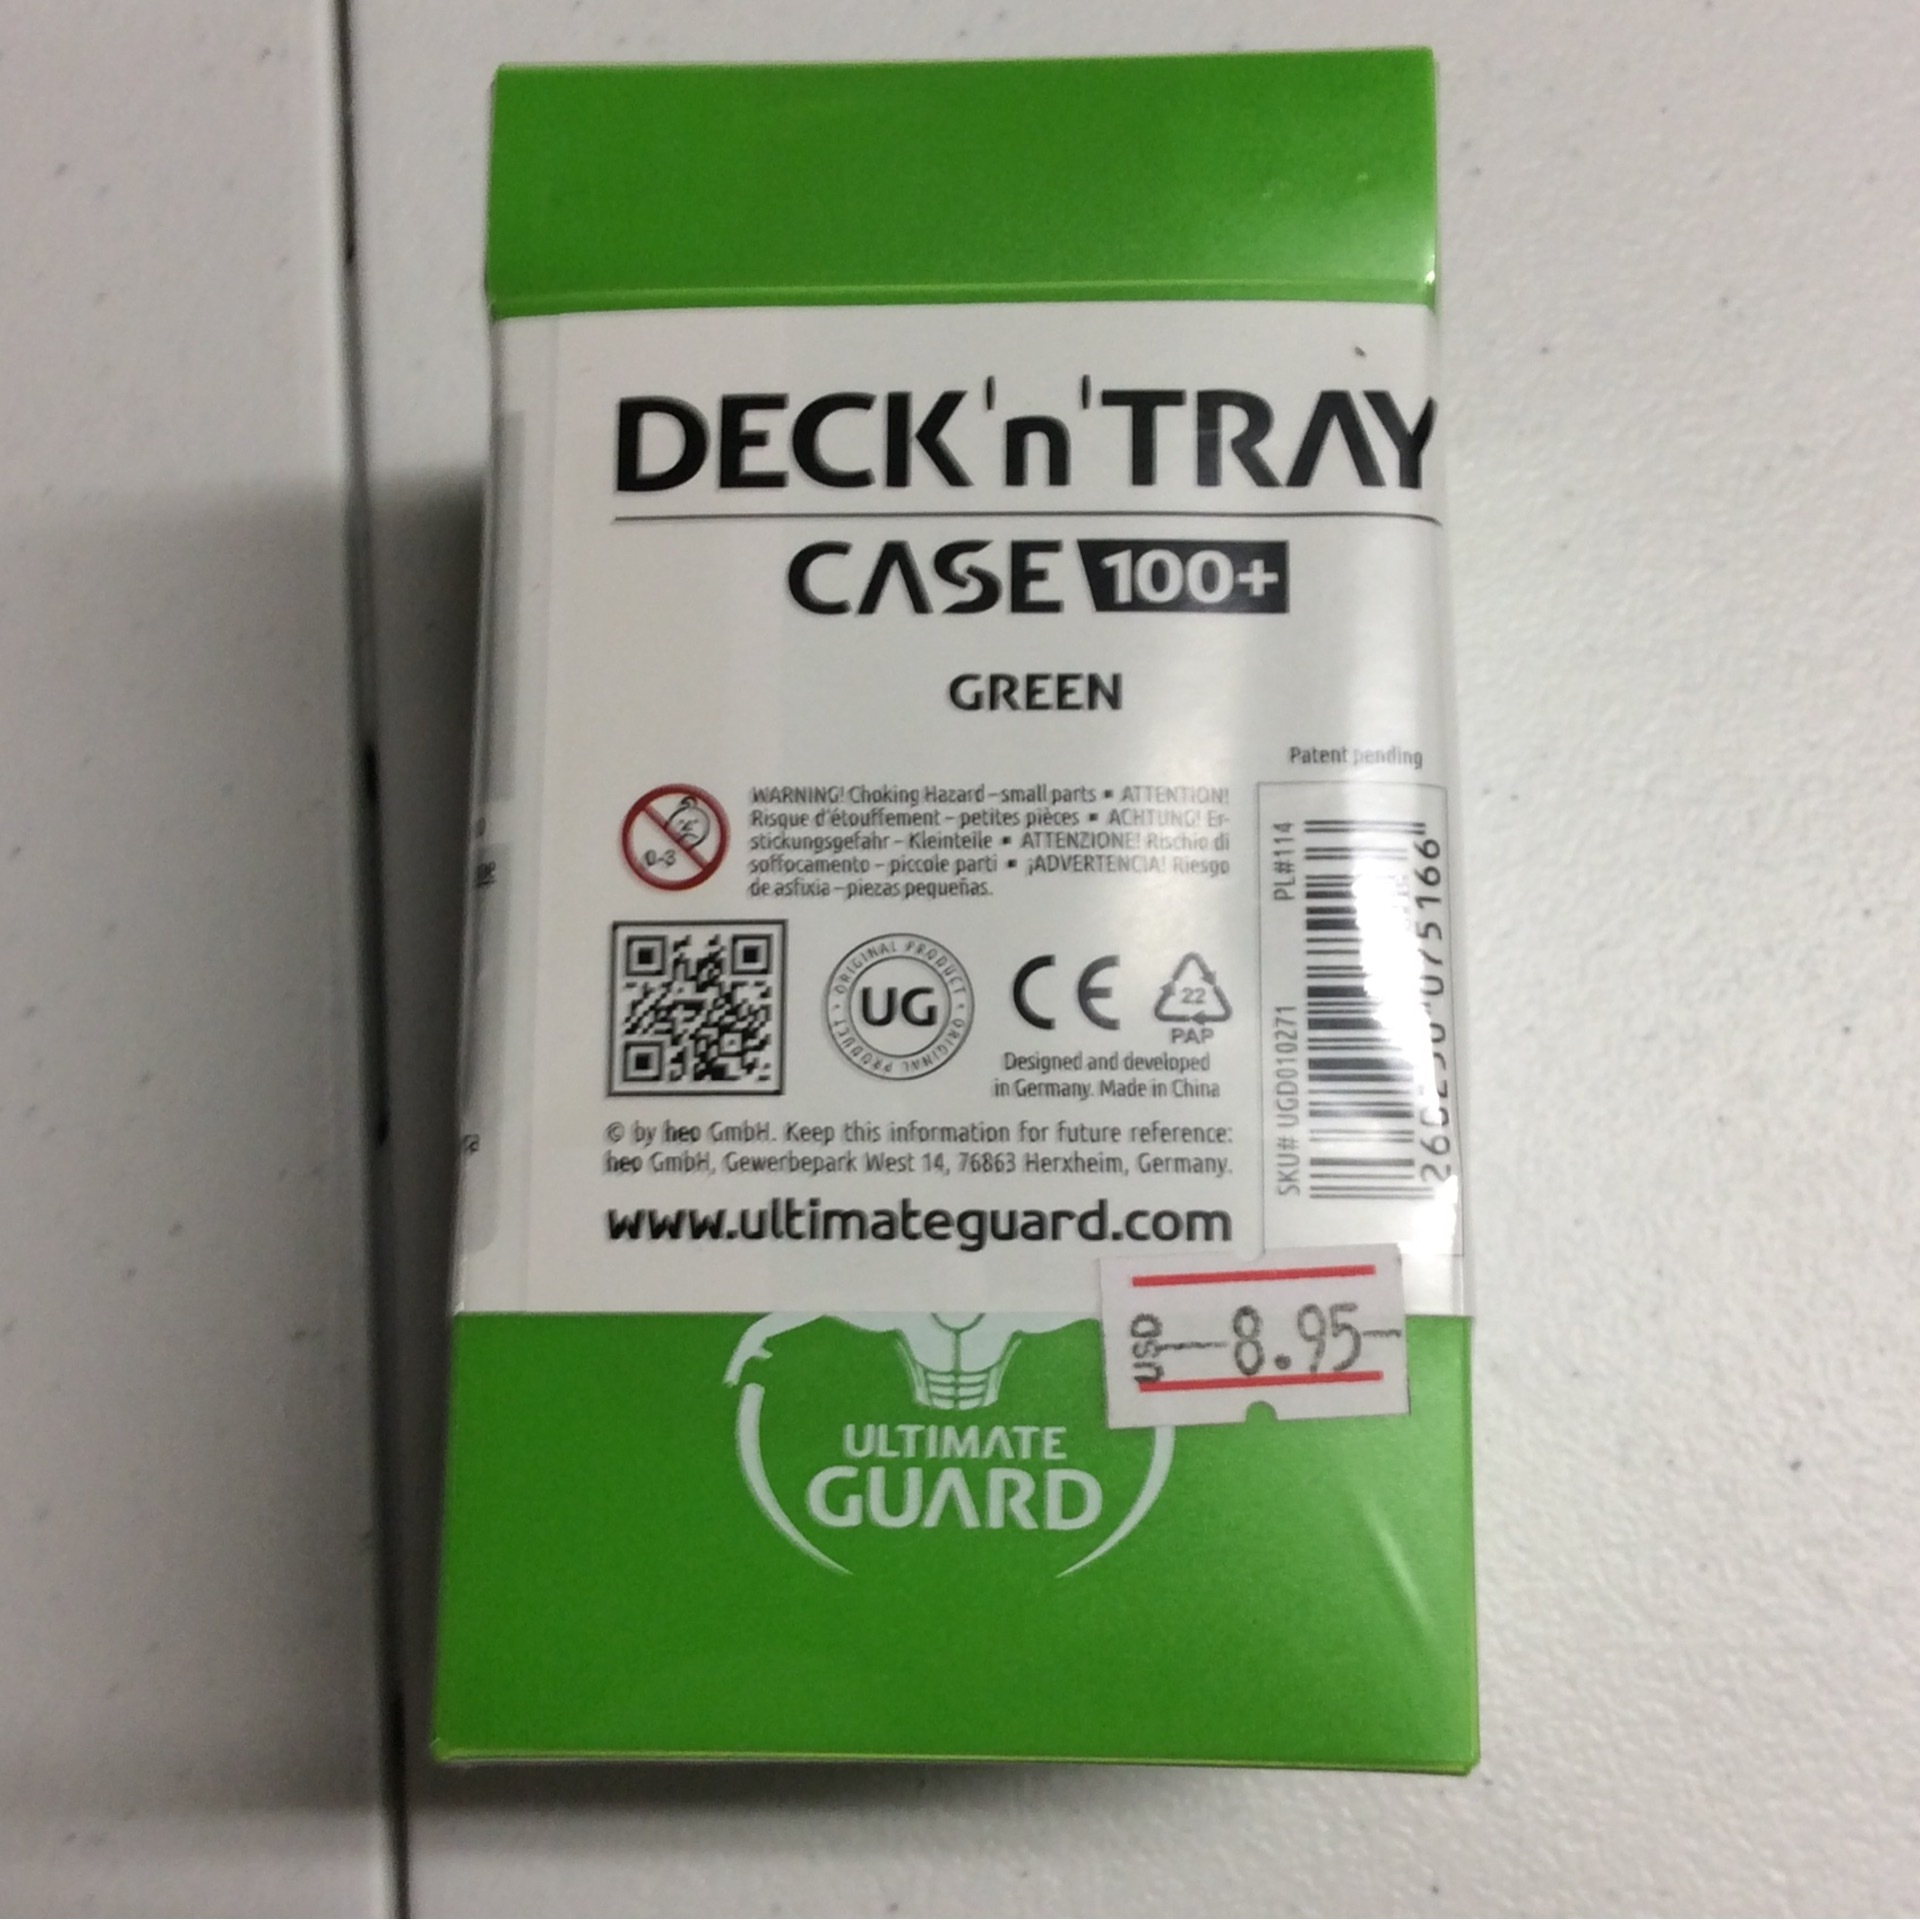 DECK'n'TRAY
CASE 100+
GREEN
Patent pending
0-3
WARNING! Choking Hazard – small parts ▪ ATTENTION!
Risque d'étouffement – petites pièces ▪ ACHTUNG! Er-
stickungsgefahr – Kleinteile ▪ ATTENZIONE! Rischio di
soffocamento – piccole parti ▪ ¡ADVERTENCIA! Riesgo
de asfixia – piezas pequeñas.
ORIGINAL PRODUCT • ORIGINAL PRODUCT •
UG
CE
22
PAP
Designed and developed
in Germany. Made in China
© by heo GmbH. Keep this information for future reference:
heo GmbH, Gewerbepark West 14, 76863 Herxheim, Germany.
www.ultimateguard.com
SKU# UGD010271 PL#114
075166
USD 8.95
ULTIMATE
GUARD